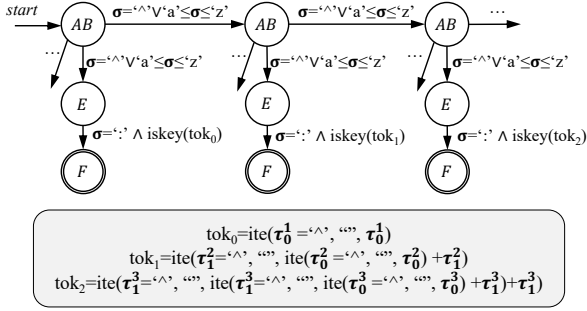 start
AB
σ=‘^’∨‘a’≤σ≤‘z’
AB
σ=‘^’∨‘a’≤σ≤‘z’
AB
...
...
σ=‘^’∨‘a’≤σ≤‘z’
...
σ=‘^’∨‘a’≤σ≤‘z’
...
σ=‘^’∨‘a’≤σ≤‘z’
E
E
E
σ=‘:’ ∧ iskey(tok₀)
σ=‘:’ ∧ iskey(tok₁)
σ=‘:’ ∧ iskey(tok₂)
F
F
F
tok₀=ite(τ₀¹ =‘^’, “”, τ₀¹)
tok₁=ite(τ₁²=‘^’, “”, ite(τ₀² =‘^’, “”, τ₀²) +τ₁²)
tok₂=ite(τ₁³=‘^’, “”, ite(τ₁³=‘^’, “”, ite(τ₀³ =‘^’, “”, τ₀³) +τ₁³)+τ₁³)